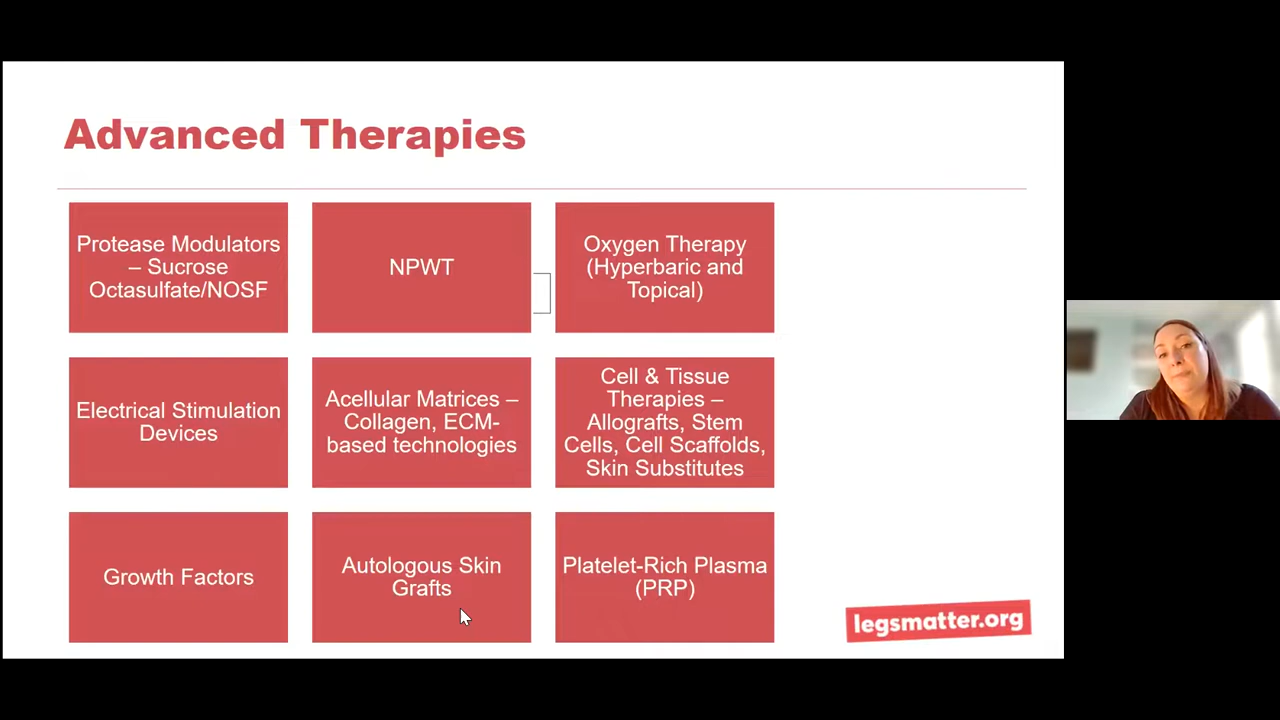 Advanced Therapies
Protease Modulators
– Sucrose
Octasulfate/NOSF
NPWT
Oxygen Therapy
(Hyperbaric and
Topical)
Electrical Stimulation
Devices
Acellular Matrices –
Collagen, ECM-
based technologies
Cell & Tissue
Therapies –
Allografts, Stem
Cells, Cell Scaffolds,
Skin Substitutes
Growth Factors
Autologous Skin
Grafts
Platelet-Rich Plasma
(PRP)
legsmatter.org